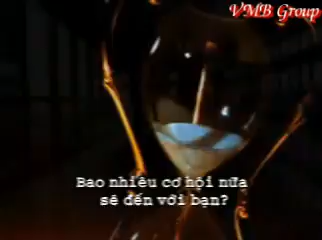 VMB Group
Bao nhiêu cơ hội nữa
sẽ đến với bạn?